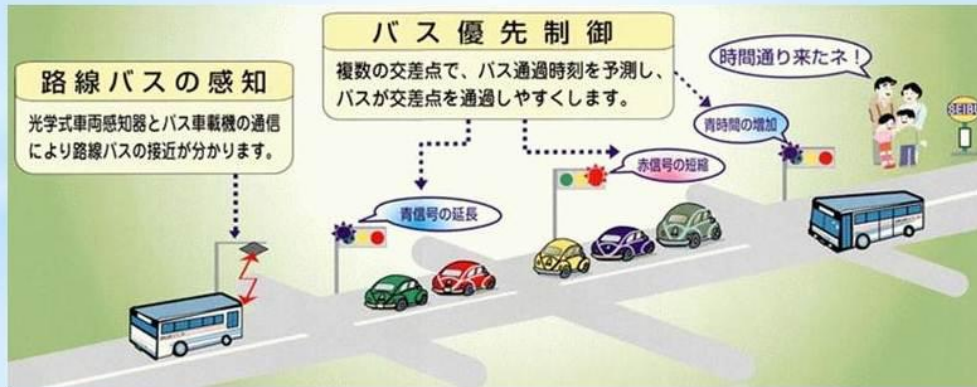 バス優先制御
複数の交差点で、バス通過時刻を予測し、
バスが交差点を通過しやすくします。
時間通り来たネ!
路線バスの感知
光学式車両感知器とバス車載機の通信
により路線バスの接近が分かります。
青時間の増加
SEIBU
赤信号の短縮
青信号の延長